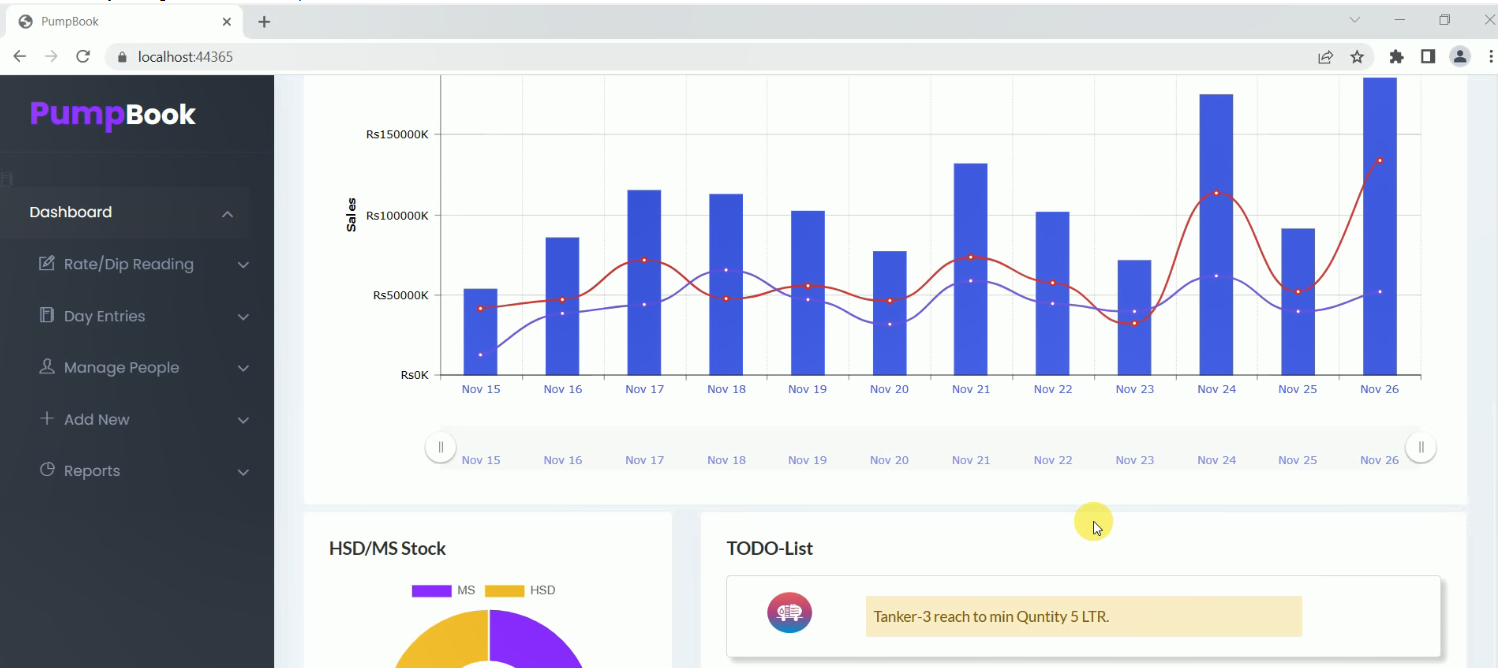 PumpBook
localhost:44365
PumpBook
Dashboard
Rate/Dip Reading
Day Entries
Manage People
Add New
Reports
Sales
Rs150000K
Rs100000K
Rs50000K
Rs0K
Nov 15 Nov 16 Nov 17 Nov 18 Nov 19 Nov 20 Nov 21 Nov 22 Nov 23 Nov 24 Nov 25 Nov 26
Nov 15 Nov 16 Nov 17 Nov 18 Nov 19 Nov 20 Nov 21 Nov 22 Nov 23 Nov 24 Nov 25 Nov 26
HSD/MS Stock
MS HSD
TODO-List
Tanker-3 reach to min Quntity 5 LTR.